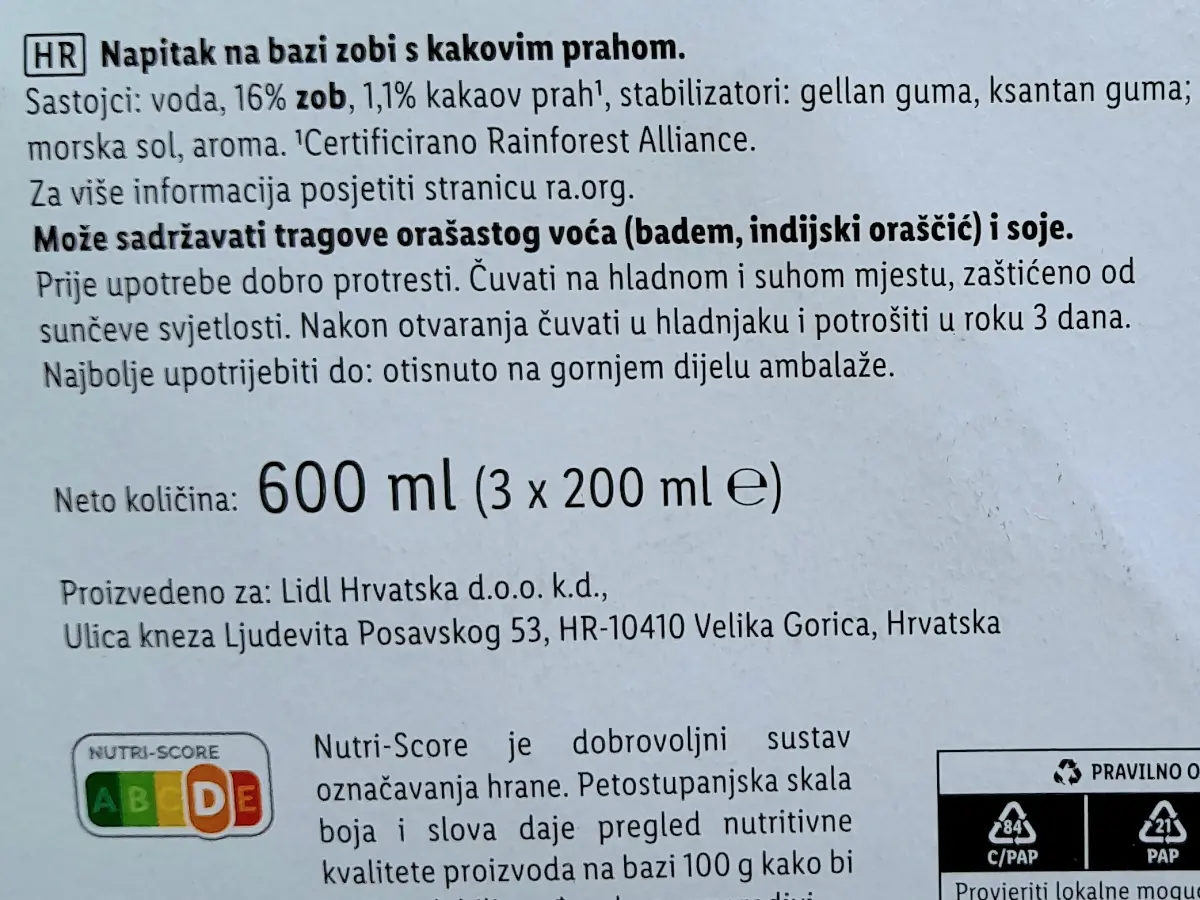 HR Napitak na bazi zobi s kakovim prahom.
Sastojci: voda, 16% zob, 1,1% kakaov prah¹, stabilizatori: gellan guma, ksantan guma;
morska sol, aroma. ¹Certificirano Rainforest Alliance.
Za više informacija posjetiti stranicu ra.org.
Može sadržavati tragove orašastog voća (badem, indijski oraščić) i soje.
Prije upotrebe dobro protresti. Čuvati na hladnom i suhom mjestu, zaštićeno od
sunčeve svjetlosti. Nakon otvaranja čuvati u hladnjaku i potrošiti u roku 3 dana.
Najbolje upotrijebiti do: otisnuto na gornjem dijelu ambalaže.
Neto količina: 600 ml (3 x 200 ml ℮)
Proizvedeno za: Lidl Hrvatska d.o.o. k.d.,
Ulica kneza Ljudevita Posavskog 53, HR-10410 Velika Gorica, Hrvatska
NUTRI-SCORE
A B C D E
Nutri-Score je dobrovoljni sustav
označavanja hrane. Petostupanjska skala
boja i slova daje pregled nutritivne
kvalitete proizvoda na bazi 100 g kako bi
PRAVILNO O
84 21
C/PAP PAP
Provjeriti lokalne moguć